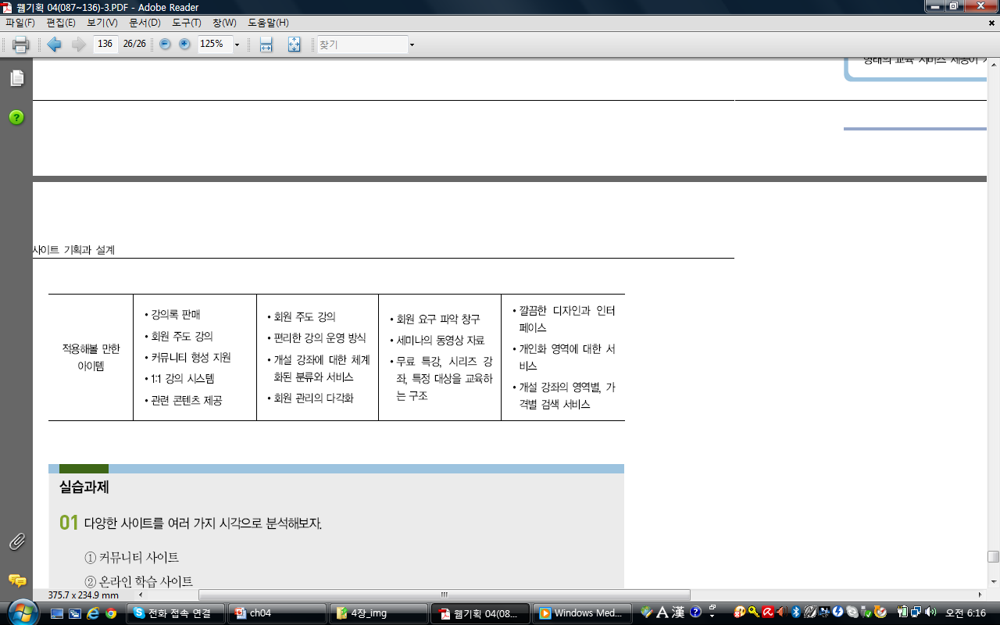 웹기획 04(087~136)-3.PDF - Adobe Reader
파일(F) 편집(E) 보기(V) 문서(D) 도구(T) 창(W) 도움말(H)
136 26/26 125% 찾기
형태의 교육 서비스 제공이
사이트 기획과 설계
적용해볼 만한
아이템
• 강의록 판매
• 회원 주도 강의
• 커뮤니티 형성 지원
• 1:1 강의 시스템
• 관련 콘텐츠 제공
• 회원 주도 강의
• 편리한 강의 운영 방식
• 개설 강좌에 대한 체계
화된 분류와 서비스
• 회원 관리의 다각화
• 회원 요구 파악 창구
• 세미나의 동영상 자료
• 무료 특강, 시리즈 강
좌, 특정 대상을 교육하
는 구조
• 깔끔한 디자인과 인터
페이스
• 개인화 영역에 대한 서
비스
• 개설 강좌의 영역별, 가
격별 검색 서비스
실습과제
01 다양한 사이트를 여러 가지 시각으로 분석해보자.
① 커뮤니티 사이트
② 온라인 학습 사이트
375.7 x 234.9 mm
전화 접속 연결 ch04 4장_img 웹기획 04(08... Windows Med... A 漢 오전 6:16